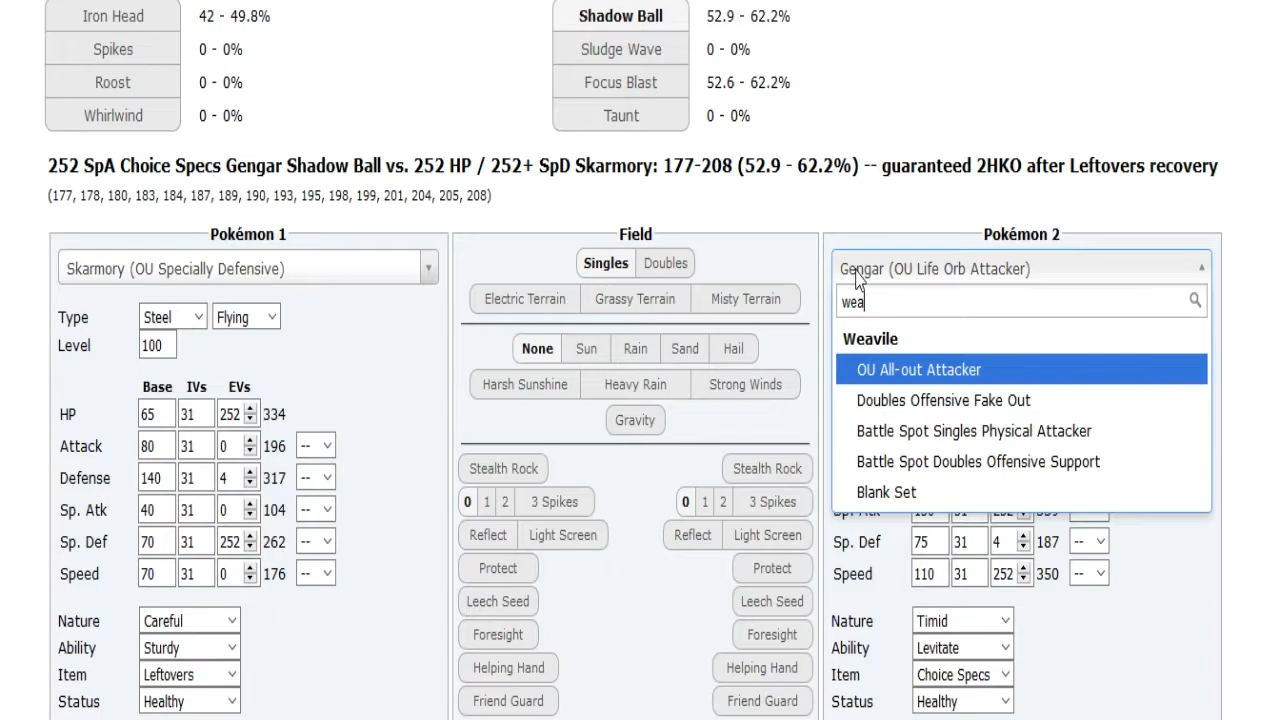 Iron Head 42 - 49.8% Shadow Ball 52.9 - 62.2%
Spikes 0 - 0% Sludge Wave 0 - 0%
Roost 0 - 0% Focus Blast 52.6 - 62.2%
Whirlwind 0 - 0% Taunt 0 - 0%
252 SpA Choice Specs Gengar Shadow Ball vs. 252 HP / 252+ SpD Skarmory: 177-208 (52.9 - 62.2%) -- guaranteed 2HKO after Leftovers recovery
(177, 178, 180, 183, 184, 187, 189, 190, 193, 195, 198, 199, 201, 204, 205, 208)
Pokémon 1
Skarmory (OU Specially Defensive)
Type Steel Flying
Level 100
Base IVs EVs
HP 65 31 252 334
Attack 80 31 0 196 --
Defense 140 31 4 317 --
Sp. Atk 40 31 0 104 --
Sp. Def 70 31 252 262 --
Speed 70 31 0 176 --
Nature Careful
Ability Sturdy
Item Leftovers
Status Healthy
Field
Singles Doubles
Electric Terrain Grassy Terrain Misty Terrain
None Sun Rain Sand Hail
Harsh Sunshine Heavy Rain Strong Winds
Gravity
Stealth Rock Stealth Rock
0 1 2 3 Spikes 0 1 2 3 Spikes
Reflect Light Screen Reflect Light Screen
Protect Protect
Leech Seed Leech Seed
Foresight Foresight
Helping Hand Helping Hand
Friend Guard Friend Guard
Pokémon 2
Gengar (OU Life Orb Attacker)
wea
Weavile
OU All-out Attacker
Doubles Offensive Fake Out
Battle Spot Singles Physical Attacker
Battle Spot Doubles Offensive Support
Blank Set
Sp. Def 75 31 4 187 --
Speed 110 31 252 350 --
Nature Timid
Ability Levitate
Item Choice Specs
Status Healthy